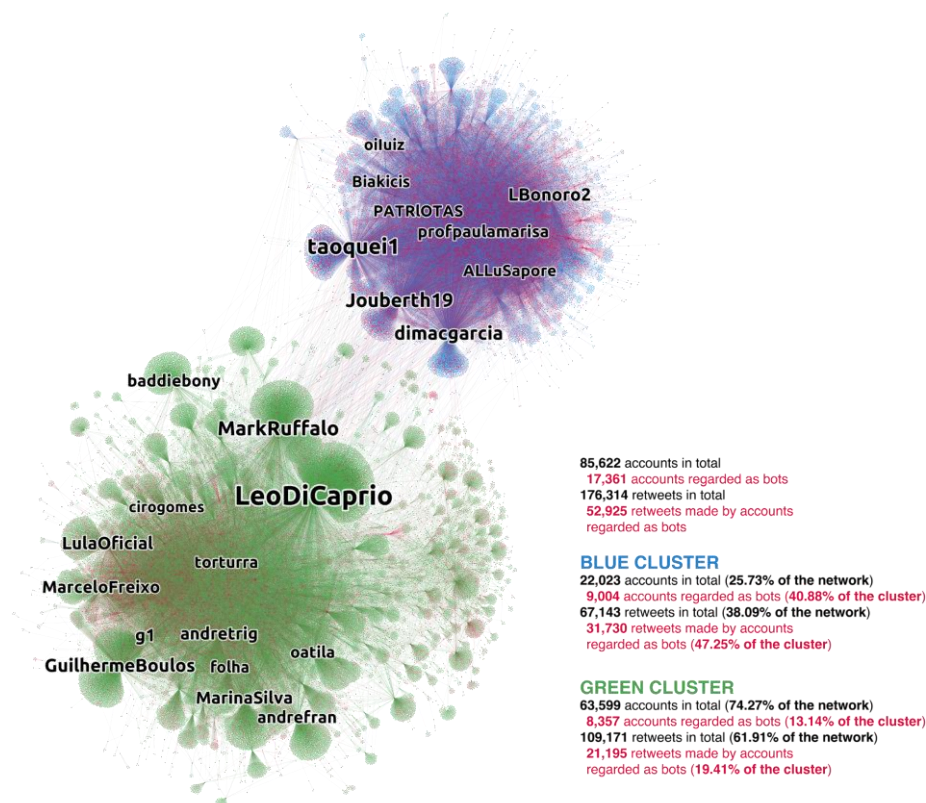 oiluiz
Biakicis
LBonoro2
PATRlOTAS
profpaulamarisa
taoquei1
ALLuSapore
Jouberth19
dimacgarcia
baddiebony
MarkRuffalo
LeoDiCaprio
cirogomes
LulaOficial
torturra
MarceloFreixo
g1
andretrig
oatila
GuilhermeBoulos
folha
MarinaSilva
andrefran
85,622 accounts in total
17,361 accounts regarded as bots
176,314 retweets in total
52,925 retweets made by accounts
regarded as bots
BLUE CLUSTER
22,023 accounts in total (25.73% of the network)
9,004 accounts regarded as bots (40.88% of the cluster)
67,143 retweets in total (38.09% of the network)
31,730 retweets made by accounts
regarded as bots (47.25% of the cluster)
GREEN CLUSTER
63,599 accounts in total (74.27% of the network)
8,357 accounts regarded as bots (13.14% of the cluster)
109,171 retweets in total (61.91% of the network)
21,195 retweets made by accounts
regarded as bots (19.41% of the cluster)